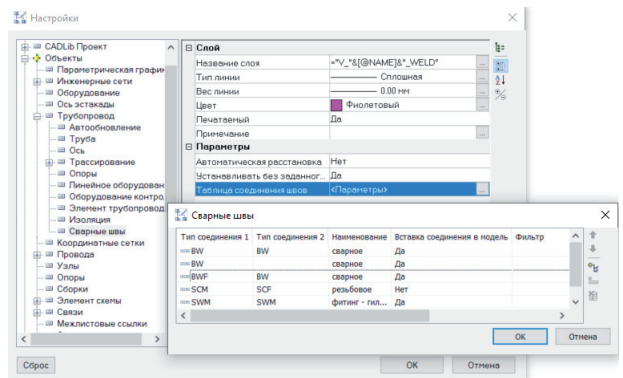 Настройки
CADLib Проект
Объекты
Параметрическая график
Инженерные сети
Оборудование
Ось эстакады
Трубопровод
Автообновление
Труба
Ось
Трассирование
Опоры
Линейное оборудован
Оборудование контро.
Элемент трубопровод.
Изоляция
Сварные швы
Координатные сетки
Провода
Узлы
Опоры
Сборки
Элемент схемы
Связи
Межлистовые ссылки
Слой
Название слоя ="V_"&[@NAME]&"_WELD"
Тип линии Сплошная
Вес линии 0.00 мм
Цвет Фиолетовый
Печатаемый Да
Примечание
Параметры
Автоматическая расстановка Нет
Устанавливать без заданног... Да
Таблица соединения швов <Параметры>
Сварные швы
Тип соединения 1 Тип соединения 2 Наименование Вставка соединения в модель Фильтр
BW BW сварное Да
BW сварное Да
BWF BW сварное Да
SCM SCF резьбовое Нет
SWM SWM фитинг - гил... Да
ОК Отмена
Сброс ОК Отмена